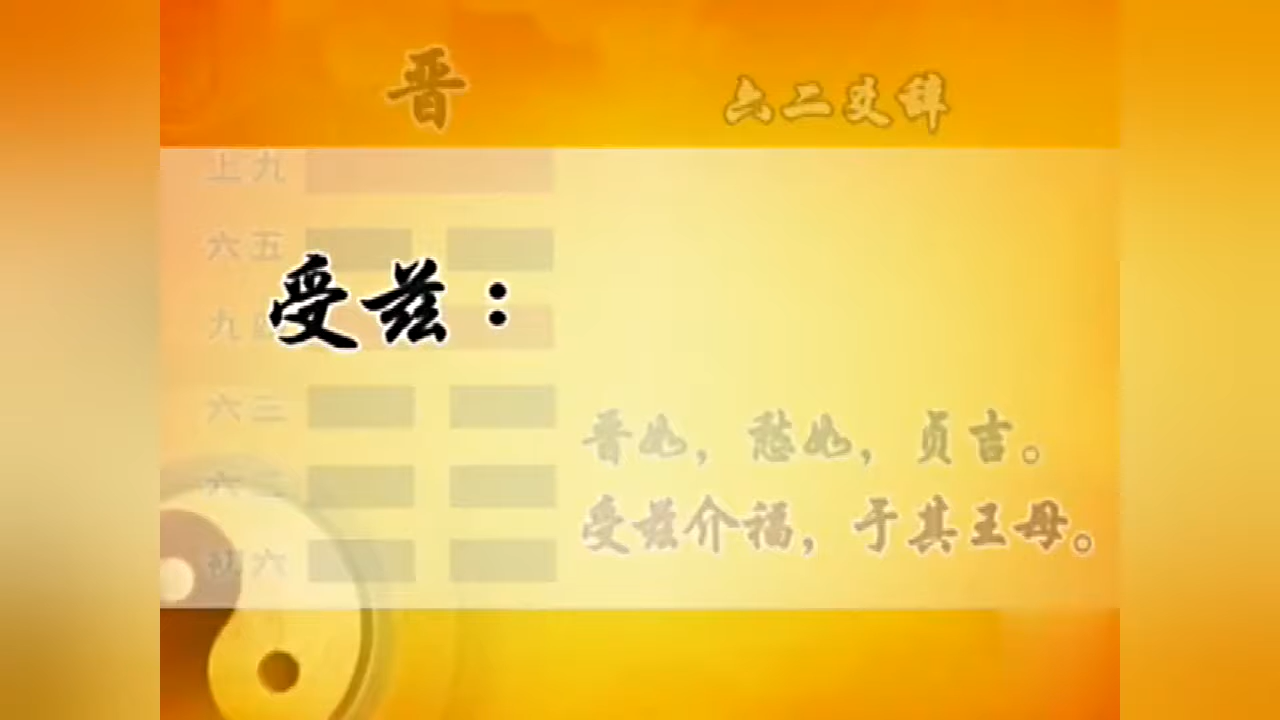 晋
六二爻辞
上九
六五
受兹：
九四
六三
晋如，愁如，贞吉。
六二
受兹介福，于其王母。
初六